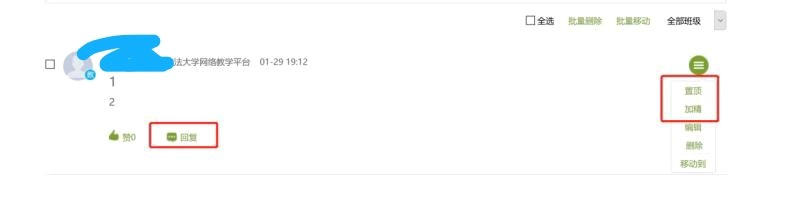 全选 批量删除 批量移动 全部班级
法大学网络教学平台 01-29 19:12
教
1
2
赞0 回复
置顶
加精
编辑
删除
移动到